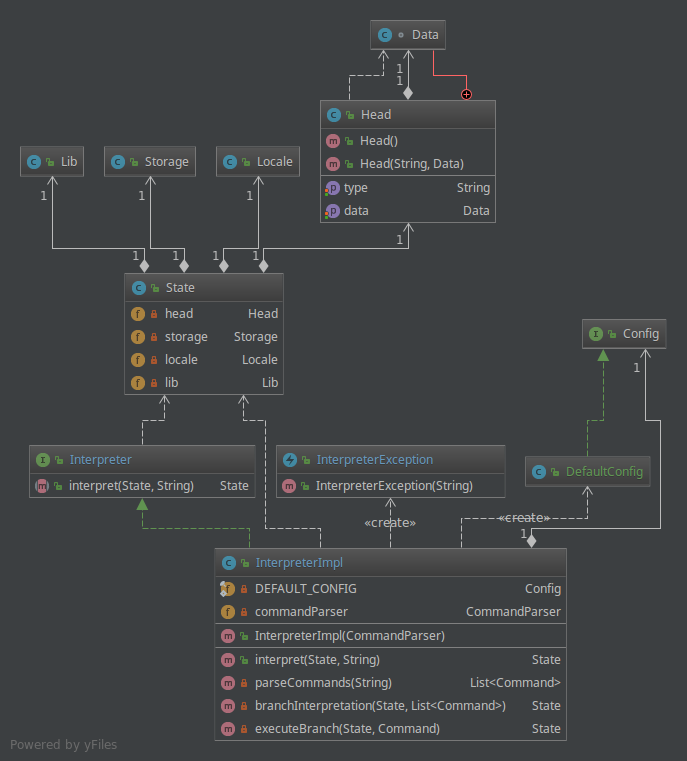 Data
1
1
Head
Head()
Head(String, Data)
type String
data Data
Lib
Storage
Locale
1
1
1
1
1
1
1
1
State
head Head
storage Storage
locale Locale
lib Lib
Config
1
Interpreter
interpret(State, String) State
InterpreterException
InterpreterException(String)
DefaultConfig
«create»
«create»
1
InterpreterImpl
DEFAULT_CONFIG Config
commandParser CommandParser
InterpreterImpl(CommandParser)
interpret(State, String) State
parseCommands(String) List<Command>
branchInterpretation(State, List<Command>) State
executeBranch(State, Command) State
Powered by yFiles